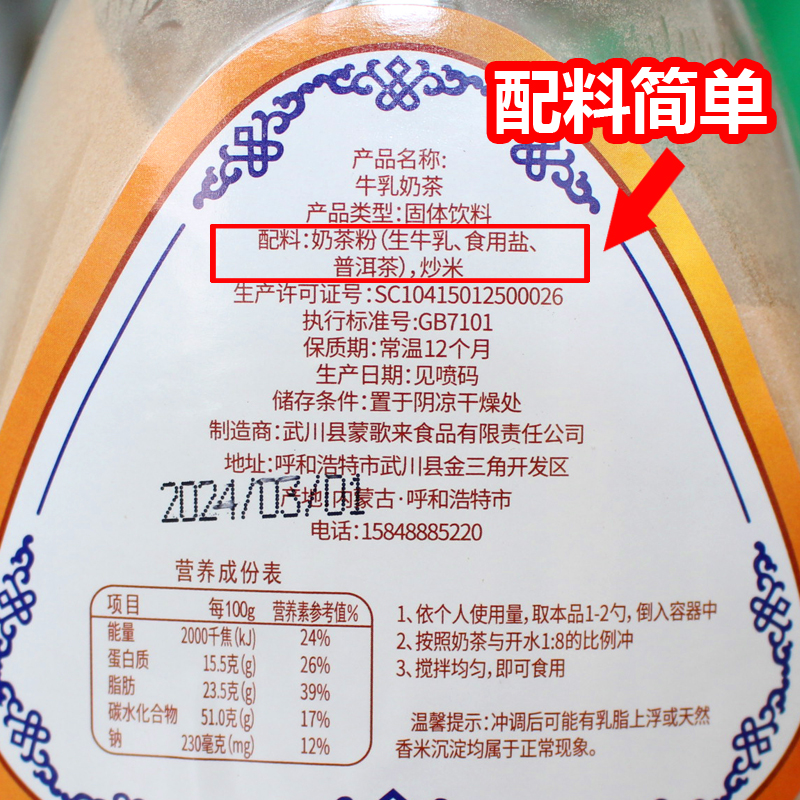 配料简单
产品名称:
牛乳奶茶
产品类型:固体饮料
配料:奶茶粉(生牛乳、食用盐、
普洱茶),炒米
生产许可证号:SC10415012500026
执行标准号:GB7101
保质期:常温12个月
生产日期:见喷码
储存条件:置于阴凉干燥处
制造商:武川县蒙歌来食品有限责任公司
地址:呼和浩特市武川县金三角开发区
产地:内蒙古·呼和浩特市
2024/03/01
电话:15848885220
营养成份表
项目 每100g 营养素参考值%
能量 2000千焦(kJ) 24%
蛋白质 15.5克(g) 26%
脂肪 23.5克(g) 39%
碳水化合物 51.0克(g) 17%
钠 230毫克(mg) 12%
1、依个人使用量,取本品1-2勺,倒入容器中
2、按照奶茶与开水1:8的比例冲
3、搅拌均匀,即可食用
温馨提示:冲调后可能有乳脂上浮或天然
香米沉淀均属于正常现象。